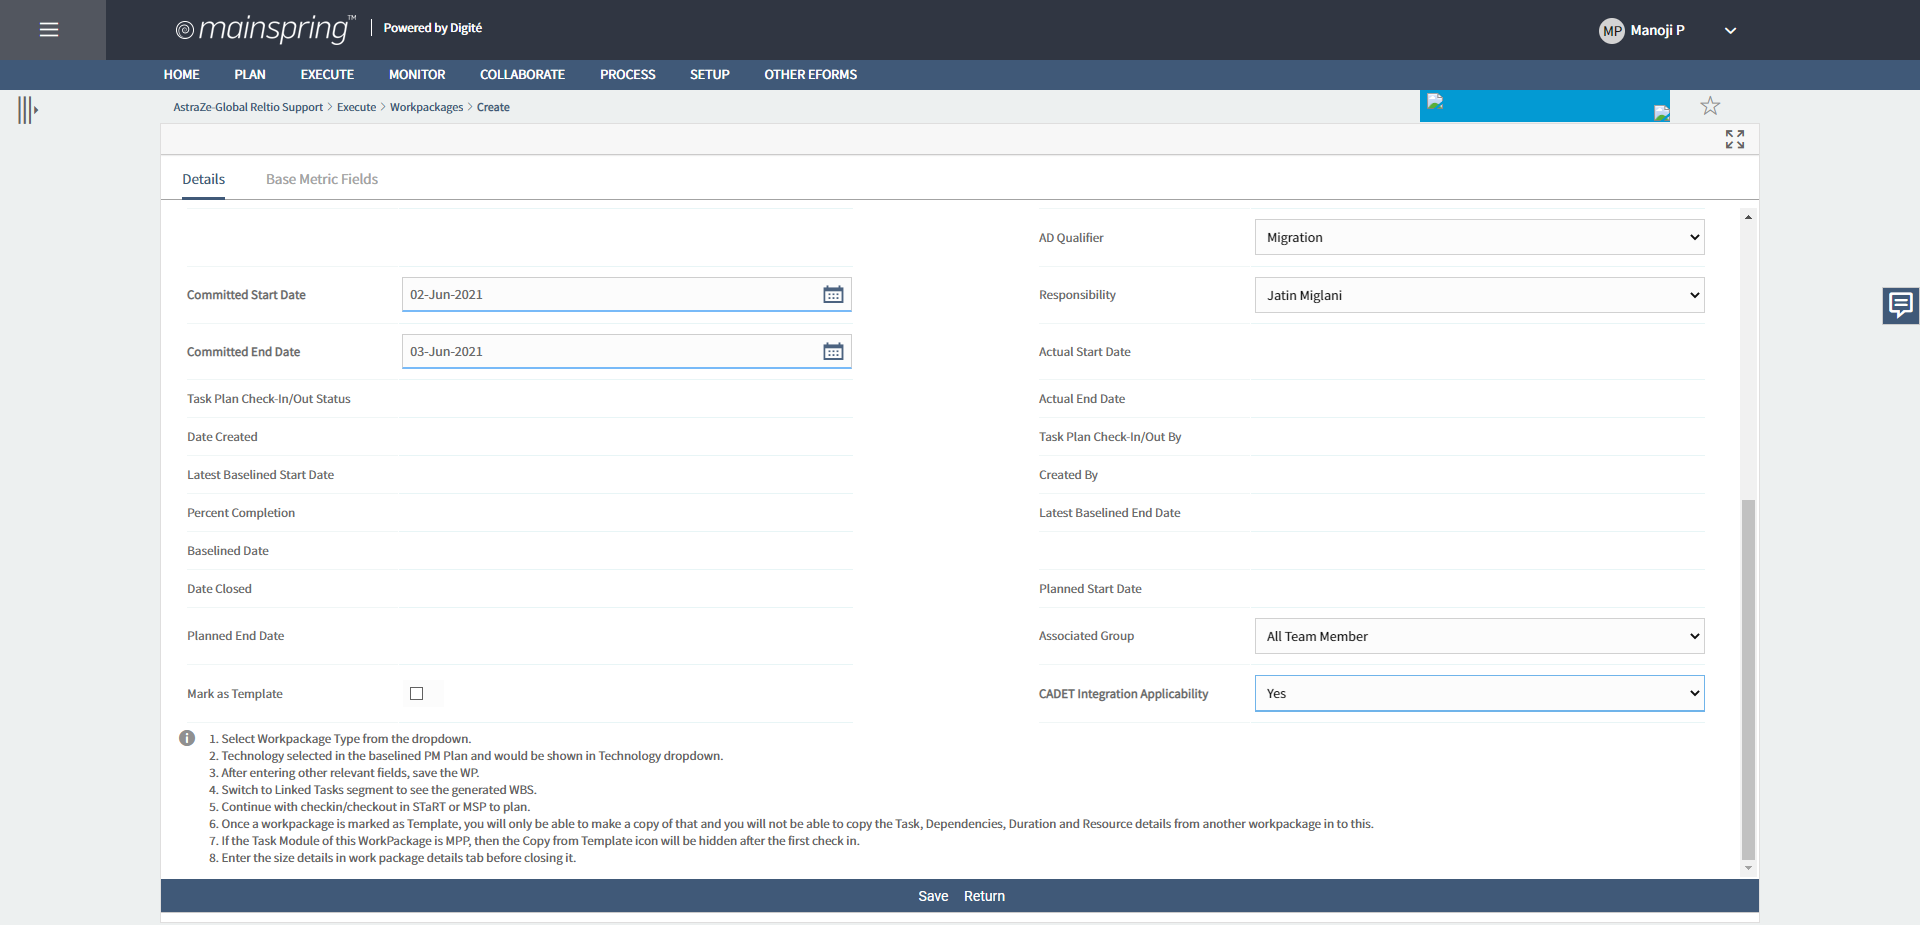 mainspring™ Powered by Digité
MP Manoji P
HOME PLAN EXECUTE MONITOR COLLABORATE PROCESS SETUP OTHER EFORMS
AstraZe-Global Reltio Support > Execute > Workpackages > Create
Details Base Metric Fields
AD Qualifier Migration
Committed Start Date 02-Jun-2021 Responsibility Jatin Miglani
Committed End Date 03-Jun-2021 Actual Start Date
Task Plan Check-In/Out Status Actual End Date
Date Created Task Plan Check-In/Out By
Latest Baselined Start Date Created By
Percent Completion Latest Baselined End Date
Baselined Date
Date Closed Planned Start Date
Planned End Date Associated Group All Team Member
Mark as Template CADET Integration Applicability Yes
1. Select Workpackage Type from the dropdown.
2. Technology selected in the baselined PM Plan and would be shown in Technology dropdown.
3. After entering other relevant fields, save the WP.
4. Switch to Linked Tasks segment to see the generated WBS.
5. Continue with checkin/checkout in STaRT or MSP to plan.
6. Once a workpackage is marked as Template, you will only be able to make a copy of that and you will not be able to copy the Task, Dependencies, Duration and Resource details from another workpackage in to this.
7. If the Task Module of this WorkPackage is MPP, then the Copy from Template icon will be hidden after the first check in.
8. Enter the size details in work package details tab before closing it.
Save Return